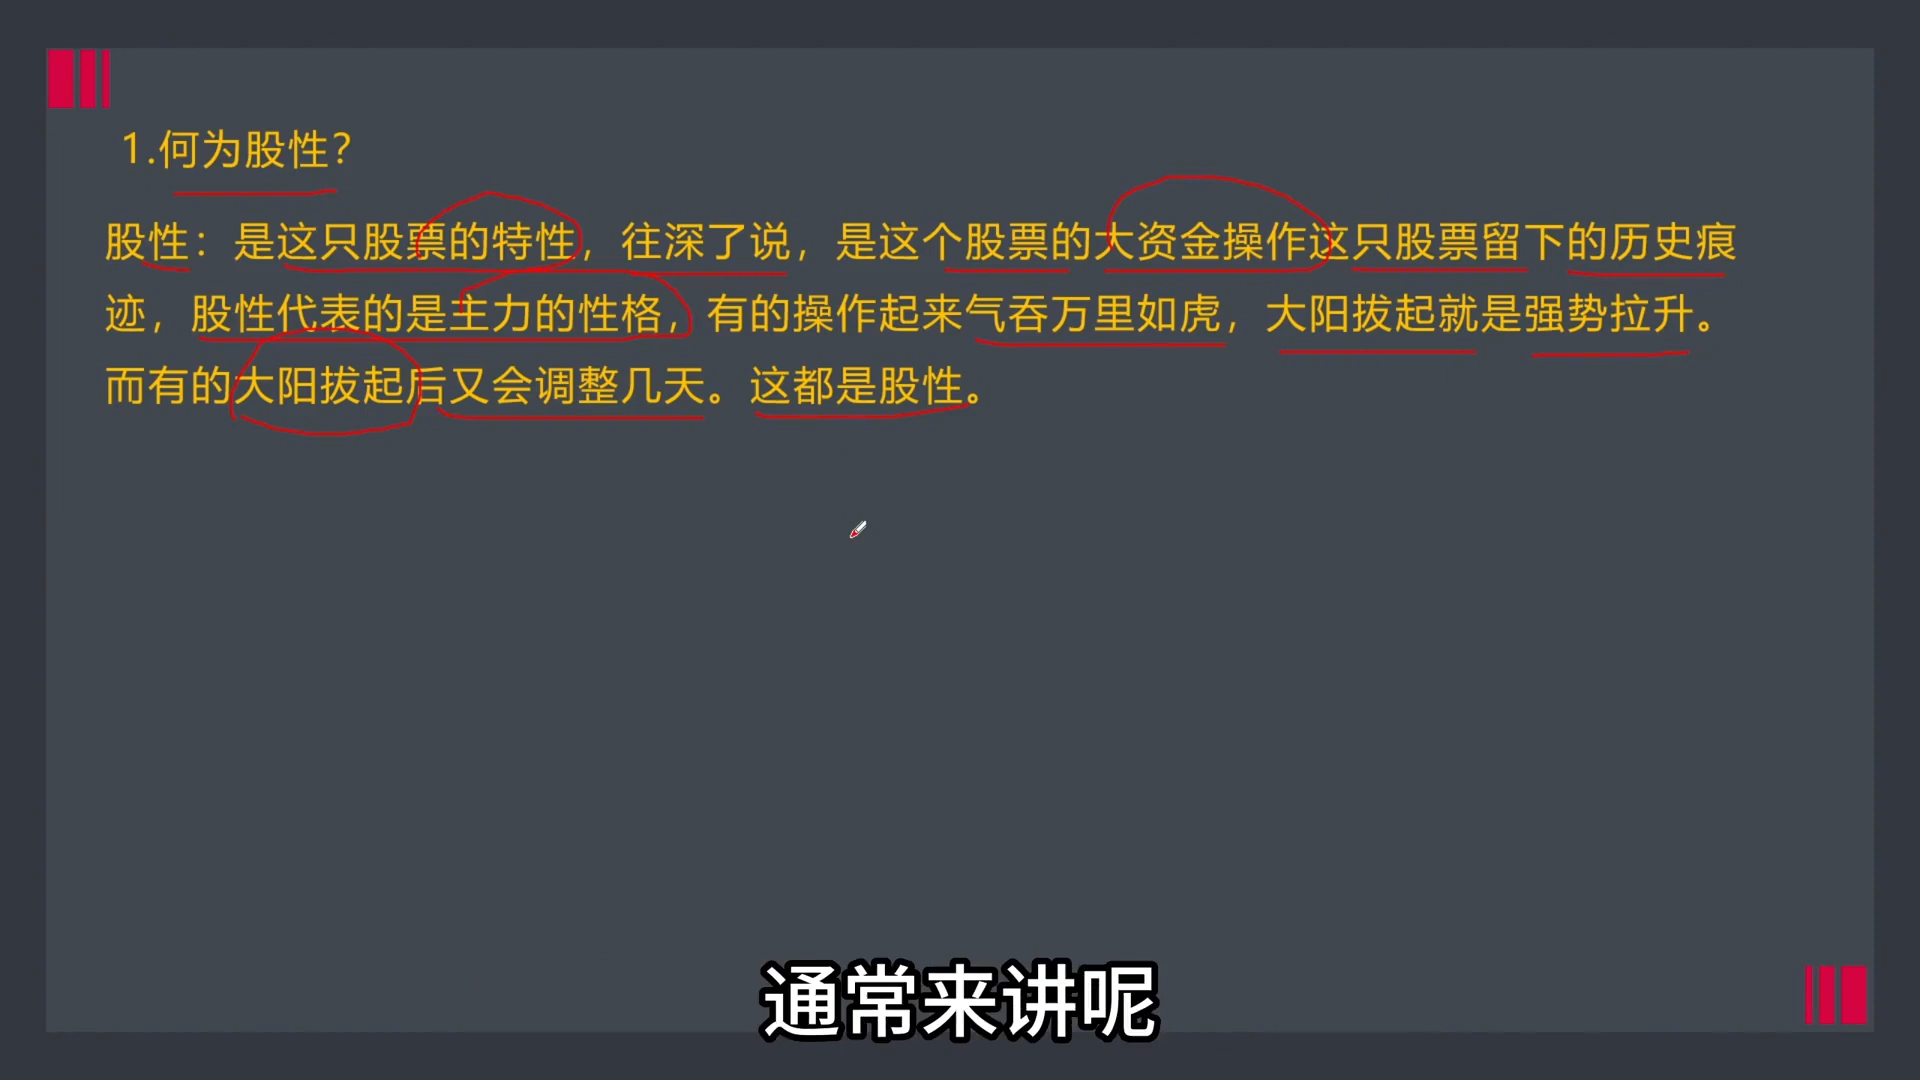 1.何为股性？
股性：是这只股票的特性，往深了说，是这个股票的大资金操作这只股票留下的历史痕
迹，股性代表的是主力的性格，有的操作起来气吞万里如虎，大阳拔起就是强势拉升。
而有的大阳拔起后又会调整几天。这都是股性。
通常来讲呢